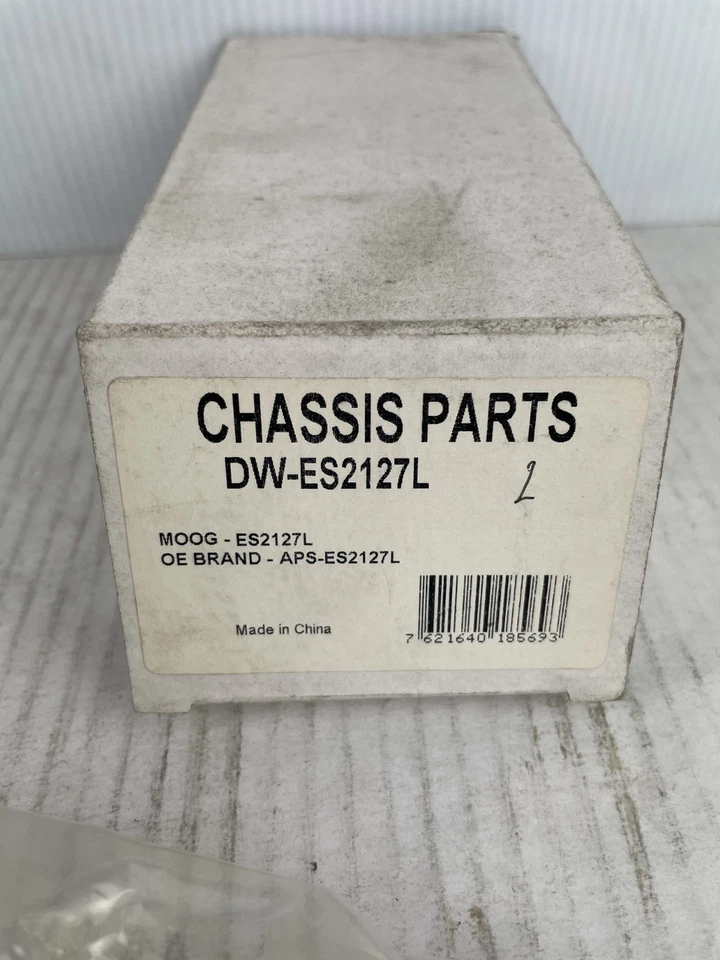 CHASSIS PARTS
DW-ES2127L
2
MOOG - ES2127L
OE BRAND - APS-ES2127L
Made in China
7 621640 185693